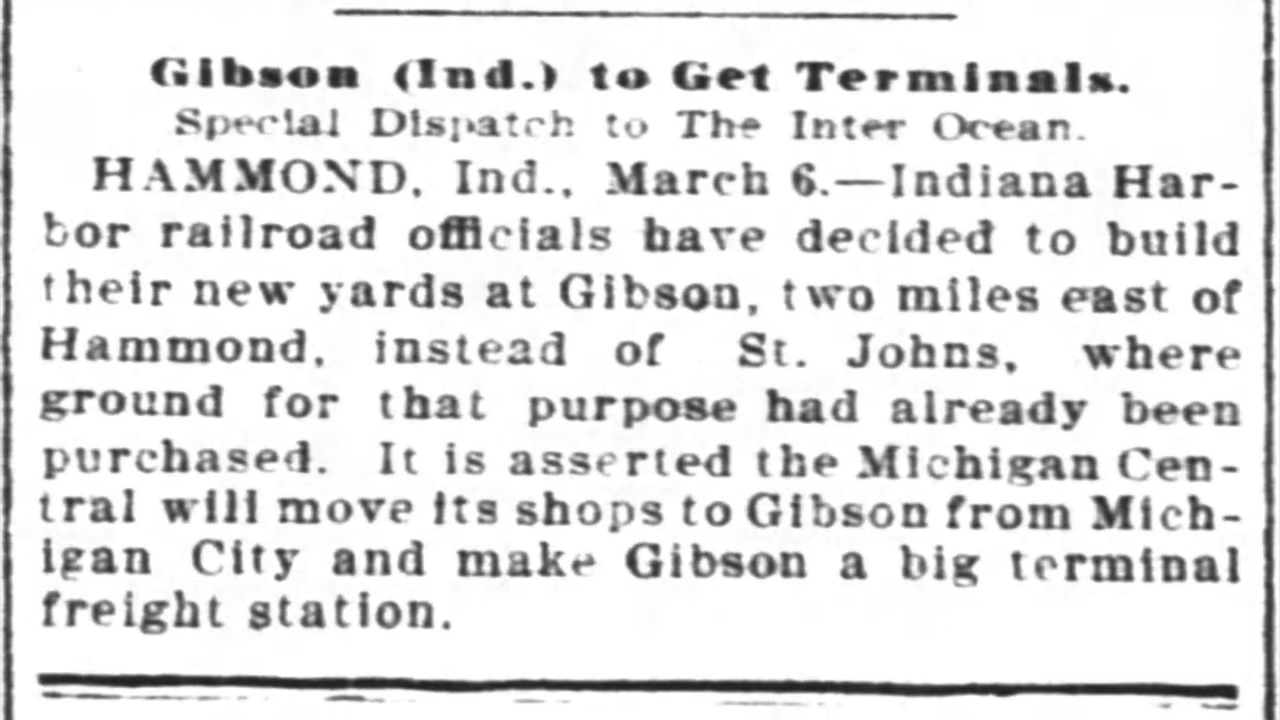 Gibson (Ind.) to Get Terminals.
Special Dispatch to The Inter Ocean.
HAMMOND, Ind., March 6.—Indiana Har-
bor railroad officials have decided to build
their new yards at Gibson, two miles east of
Hammond, instead of St. Johns, where
ground for that purpose had already been
purchased. It is asserted the Michigan Cen-
tral will move its shops to Gibson from Mich-
igan City and make Gibson a big terminal
freight station.